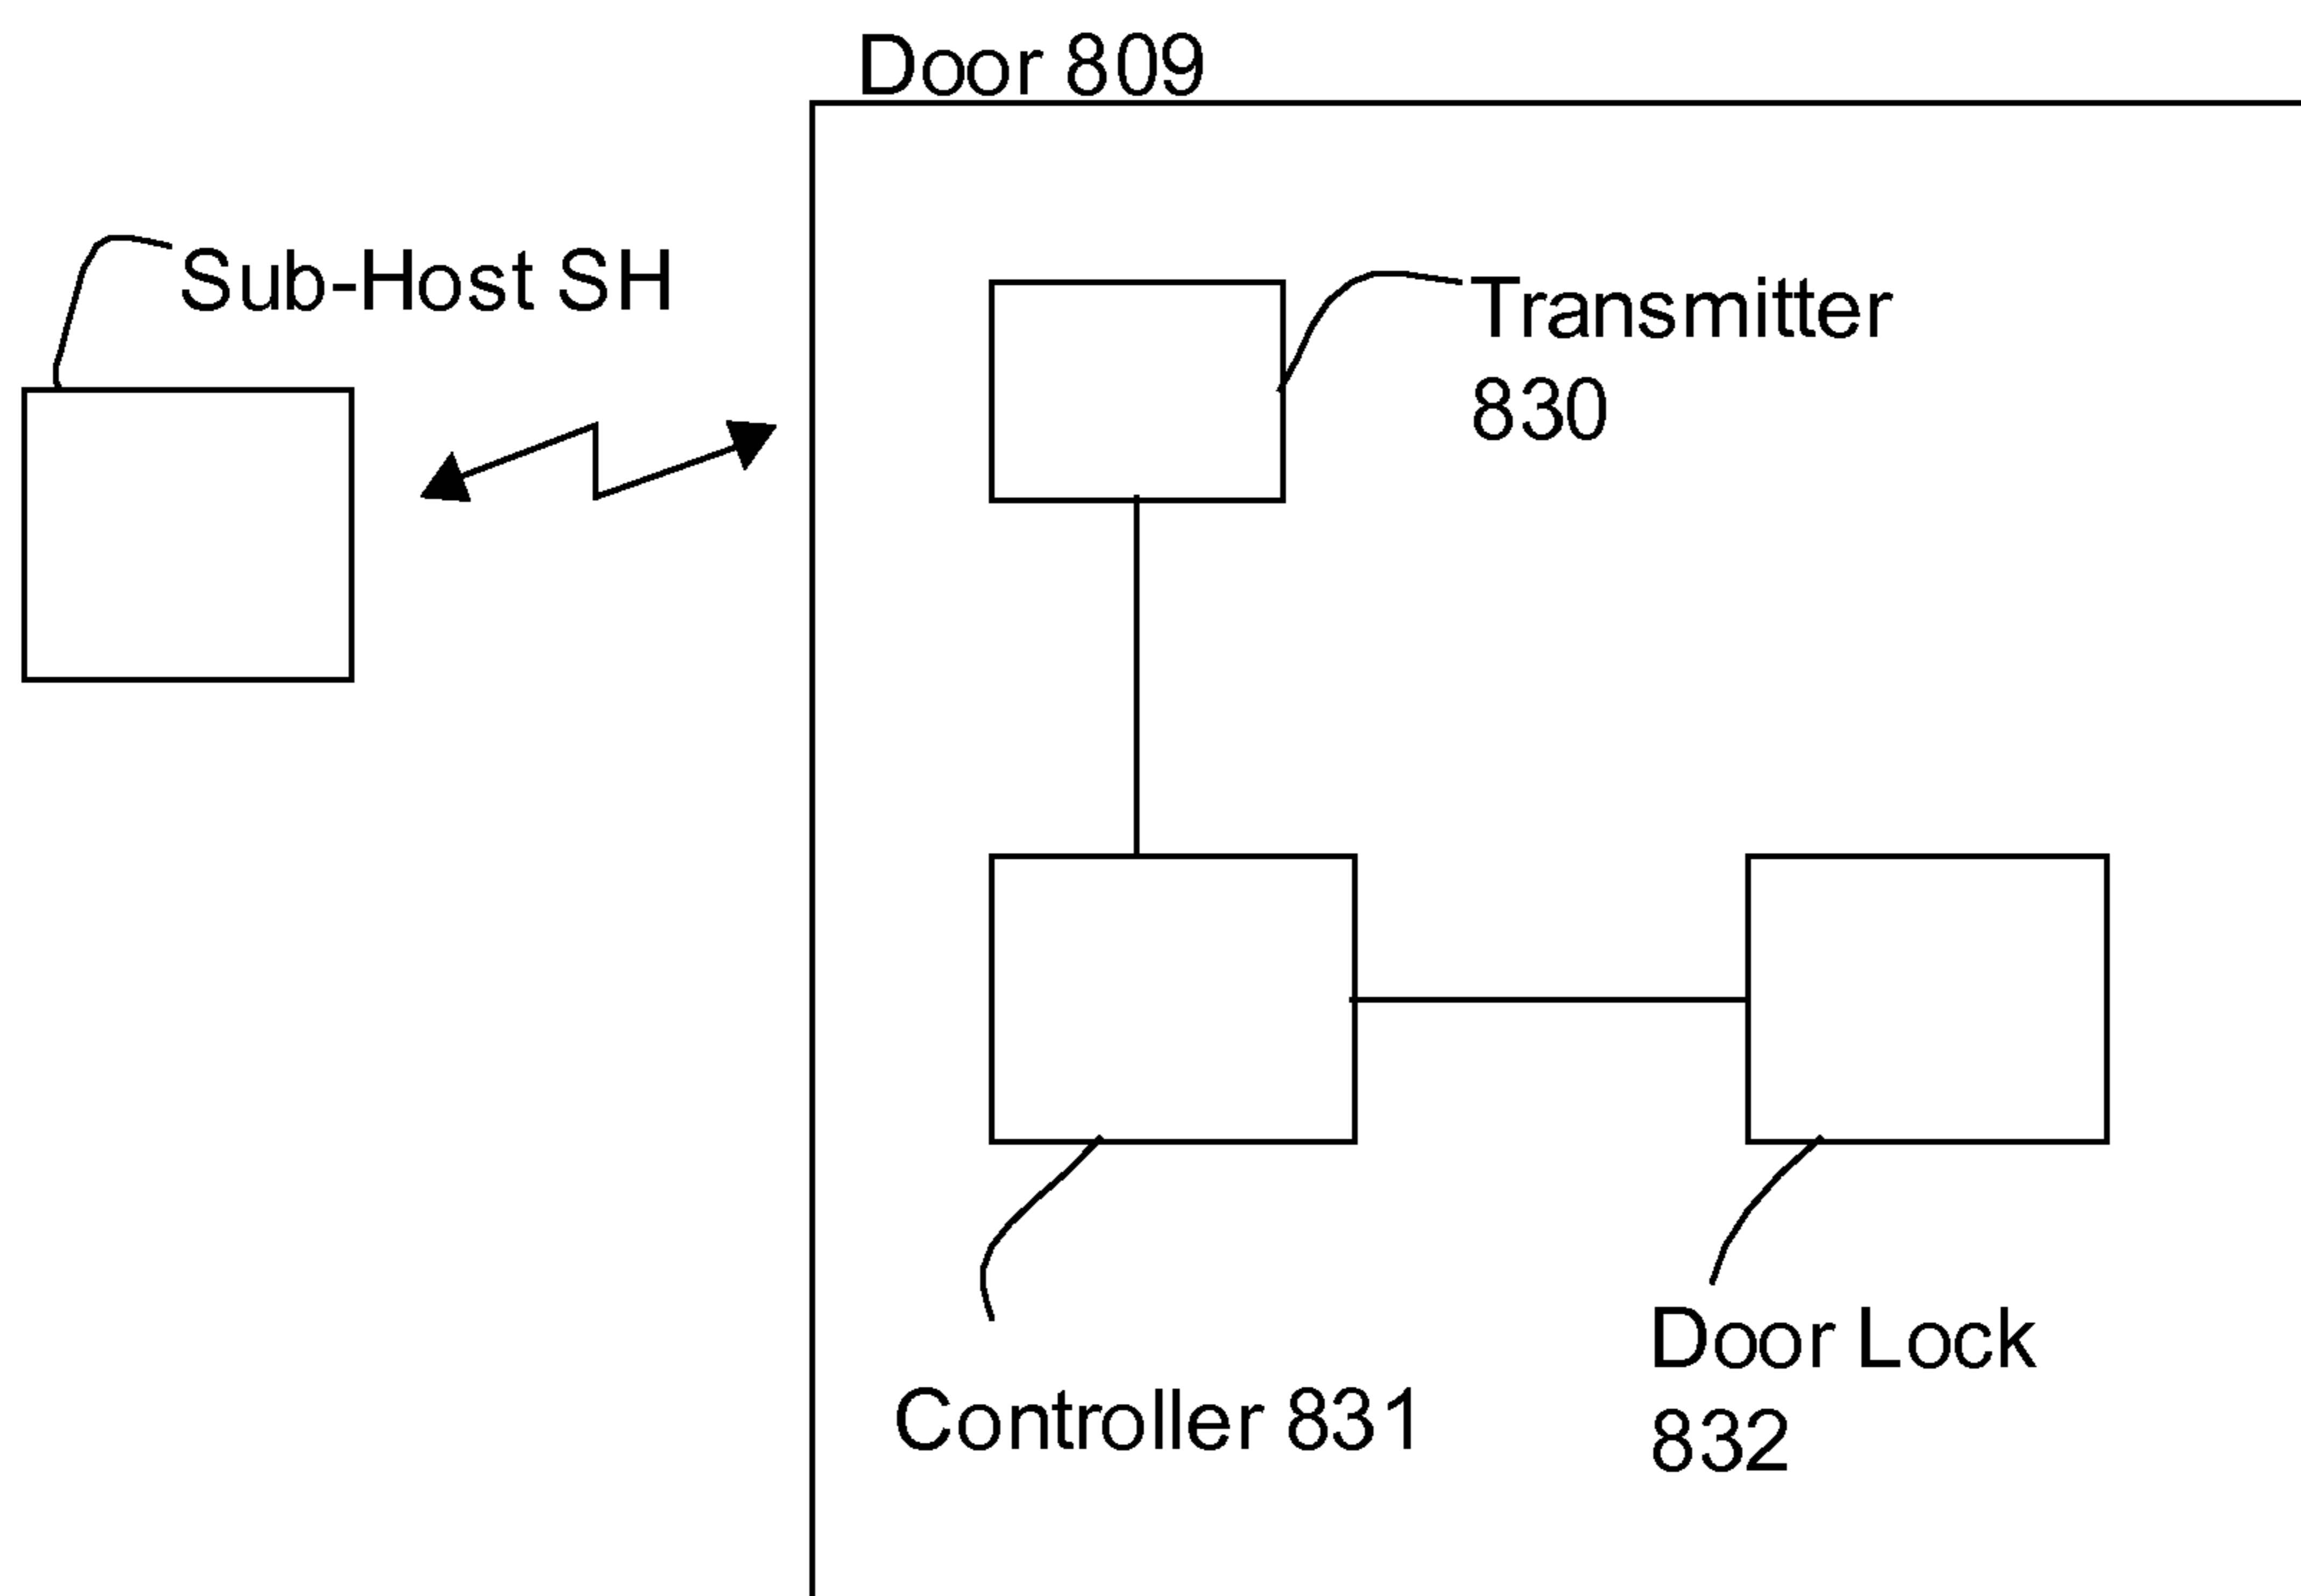 Door 809
Sub-Host SH
Transmitter
830
Controller 831
Door Lock
832